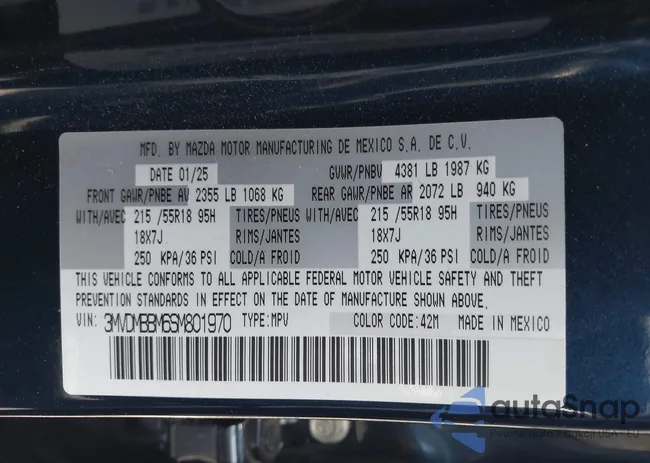 MFD. BY MAZDA MOTOR MANUFACTURING DE MEXICO S.A. DE C.V.
DATE 01/25 GVWR/PNBV 4381 LB 1987 KG
FRONT GAWR/PNBE AV 2355 LB 1068 KG REAR GAWR/PNBE AR 2072 LB 940 KG
WITH/AVEC 215 /55R18 95H TIRES/PNEUS WITH/AVEC 215 /55R18 95H TIRES/PNEUS
18X7J RIMS/JANTES 18X7J RIMS/JANTES
250 KPA/36 PSI COLD/A FROID 250 KPA/36 PSI COLD/A FROID
THIS VEHICLE CONFORMS TO ALL APPLICABLE FEDERAL MOTOR VEHICLE SAFETY AND THEFT
PREVENTION STANDARDS IN EFFECT ON THE DATE OF MANUFACTURE SHOWN ABOVE.
VIN: 3MVDMBBM6SM801970 TYPE:MPV COLOR CODE:42M MADE IN MEXICO
autoSnap